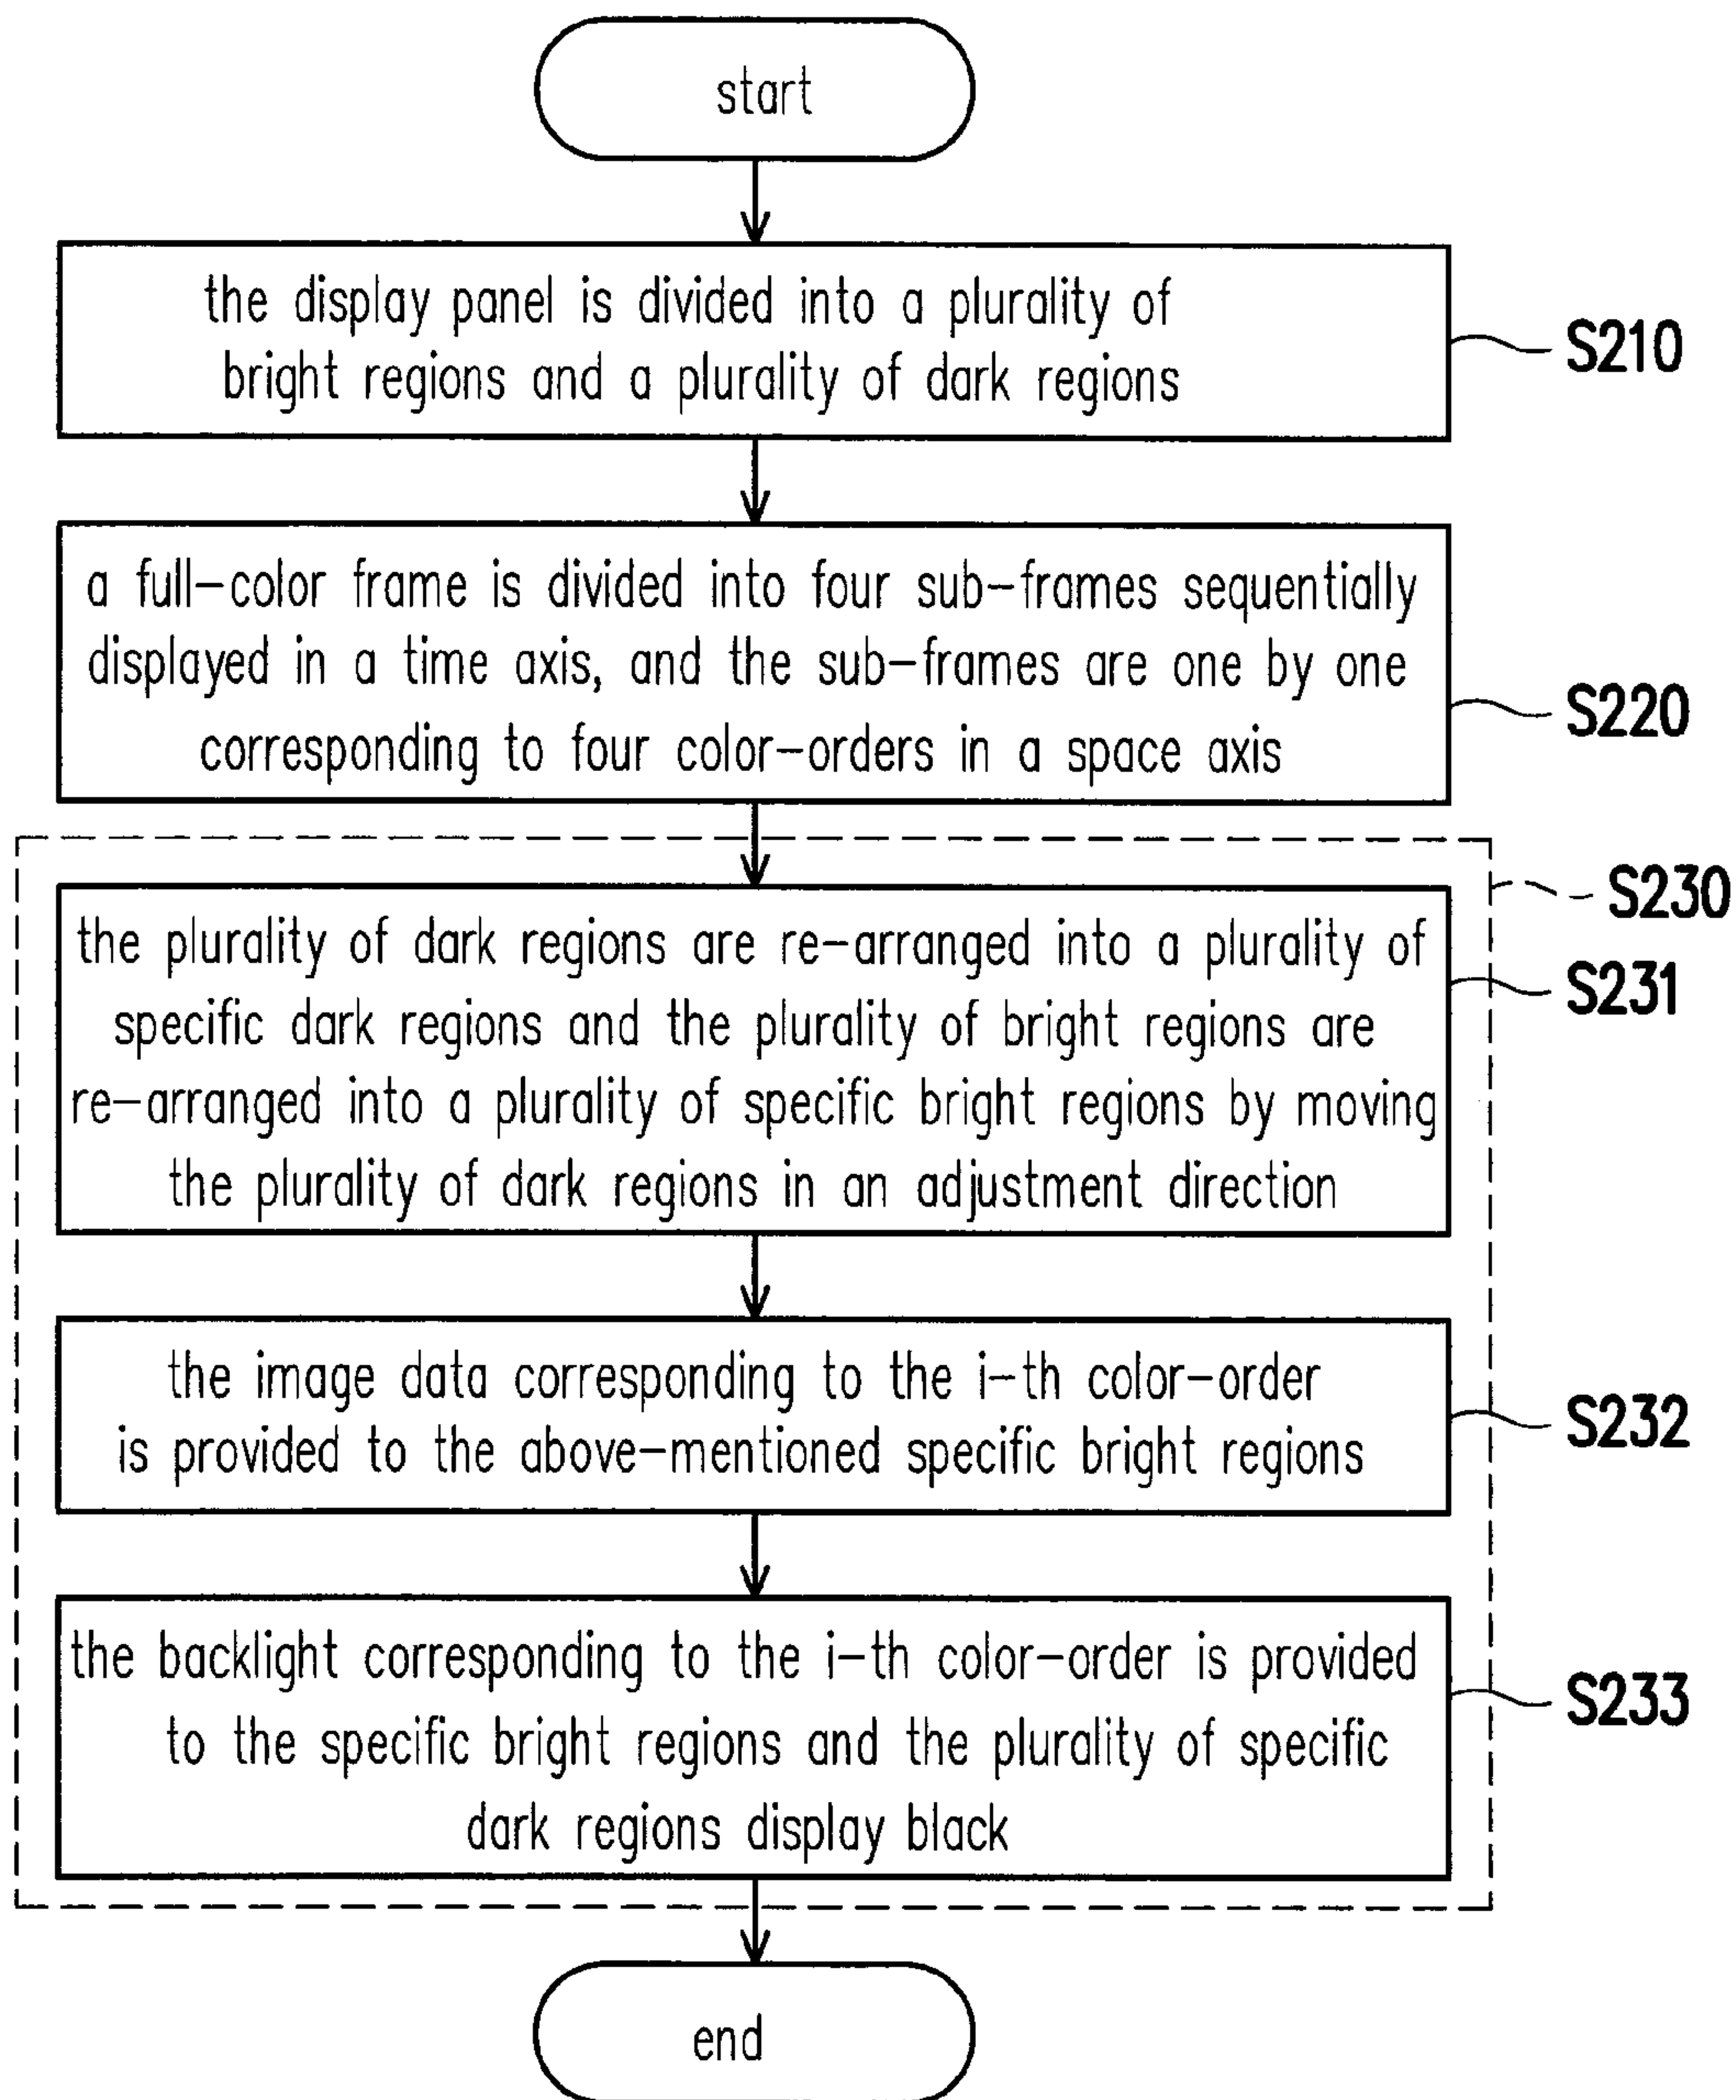 start
the display panel is divided into a plurality of
bright regions and a plurality of dark regions
S210
a full-color frame is divided into four sub-frames sequentially
displayed in a time axis, and the sub-frames are one by one
corresponding to four color-orders in a space axis
S220
S230
the plurality of dark regions are re-arranged into a plurality of
specific dark regions and the plurality of bright regions are
re-arranged into a plurality of specific bright regions by moving
the plurality of dark regions in an adjustment direction
S231
the image data corresponding to the i-th color-order
is provided to the above-mentioned specific bright regions
S232
the backlight corresponding to the i-th color-order is provided
to the specific bright regions and the plurality of specific
dark regions display black
S233
end